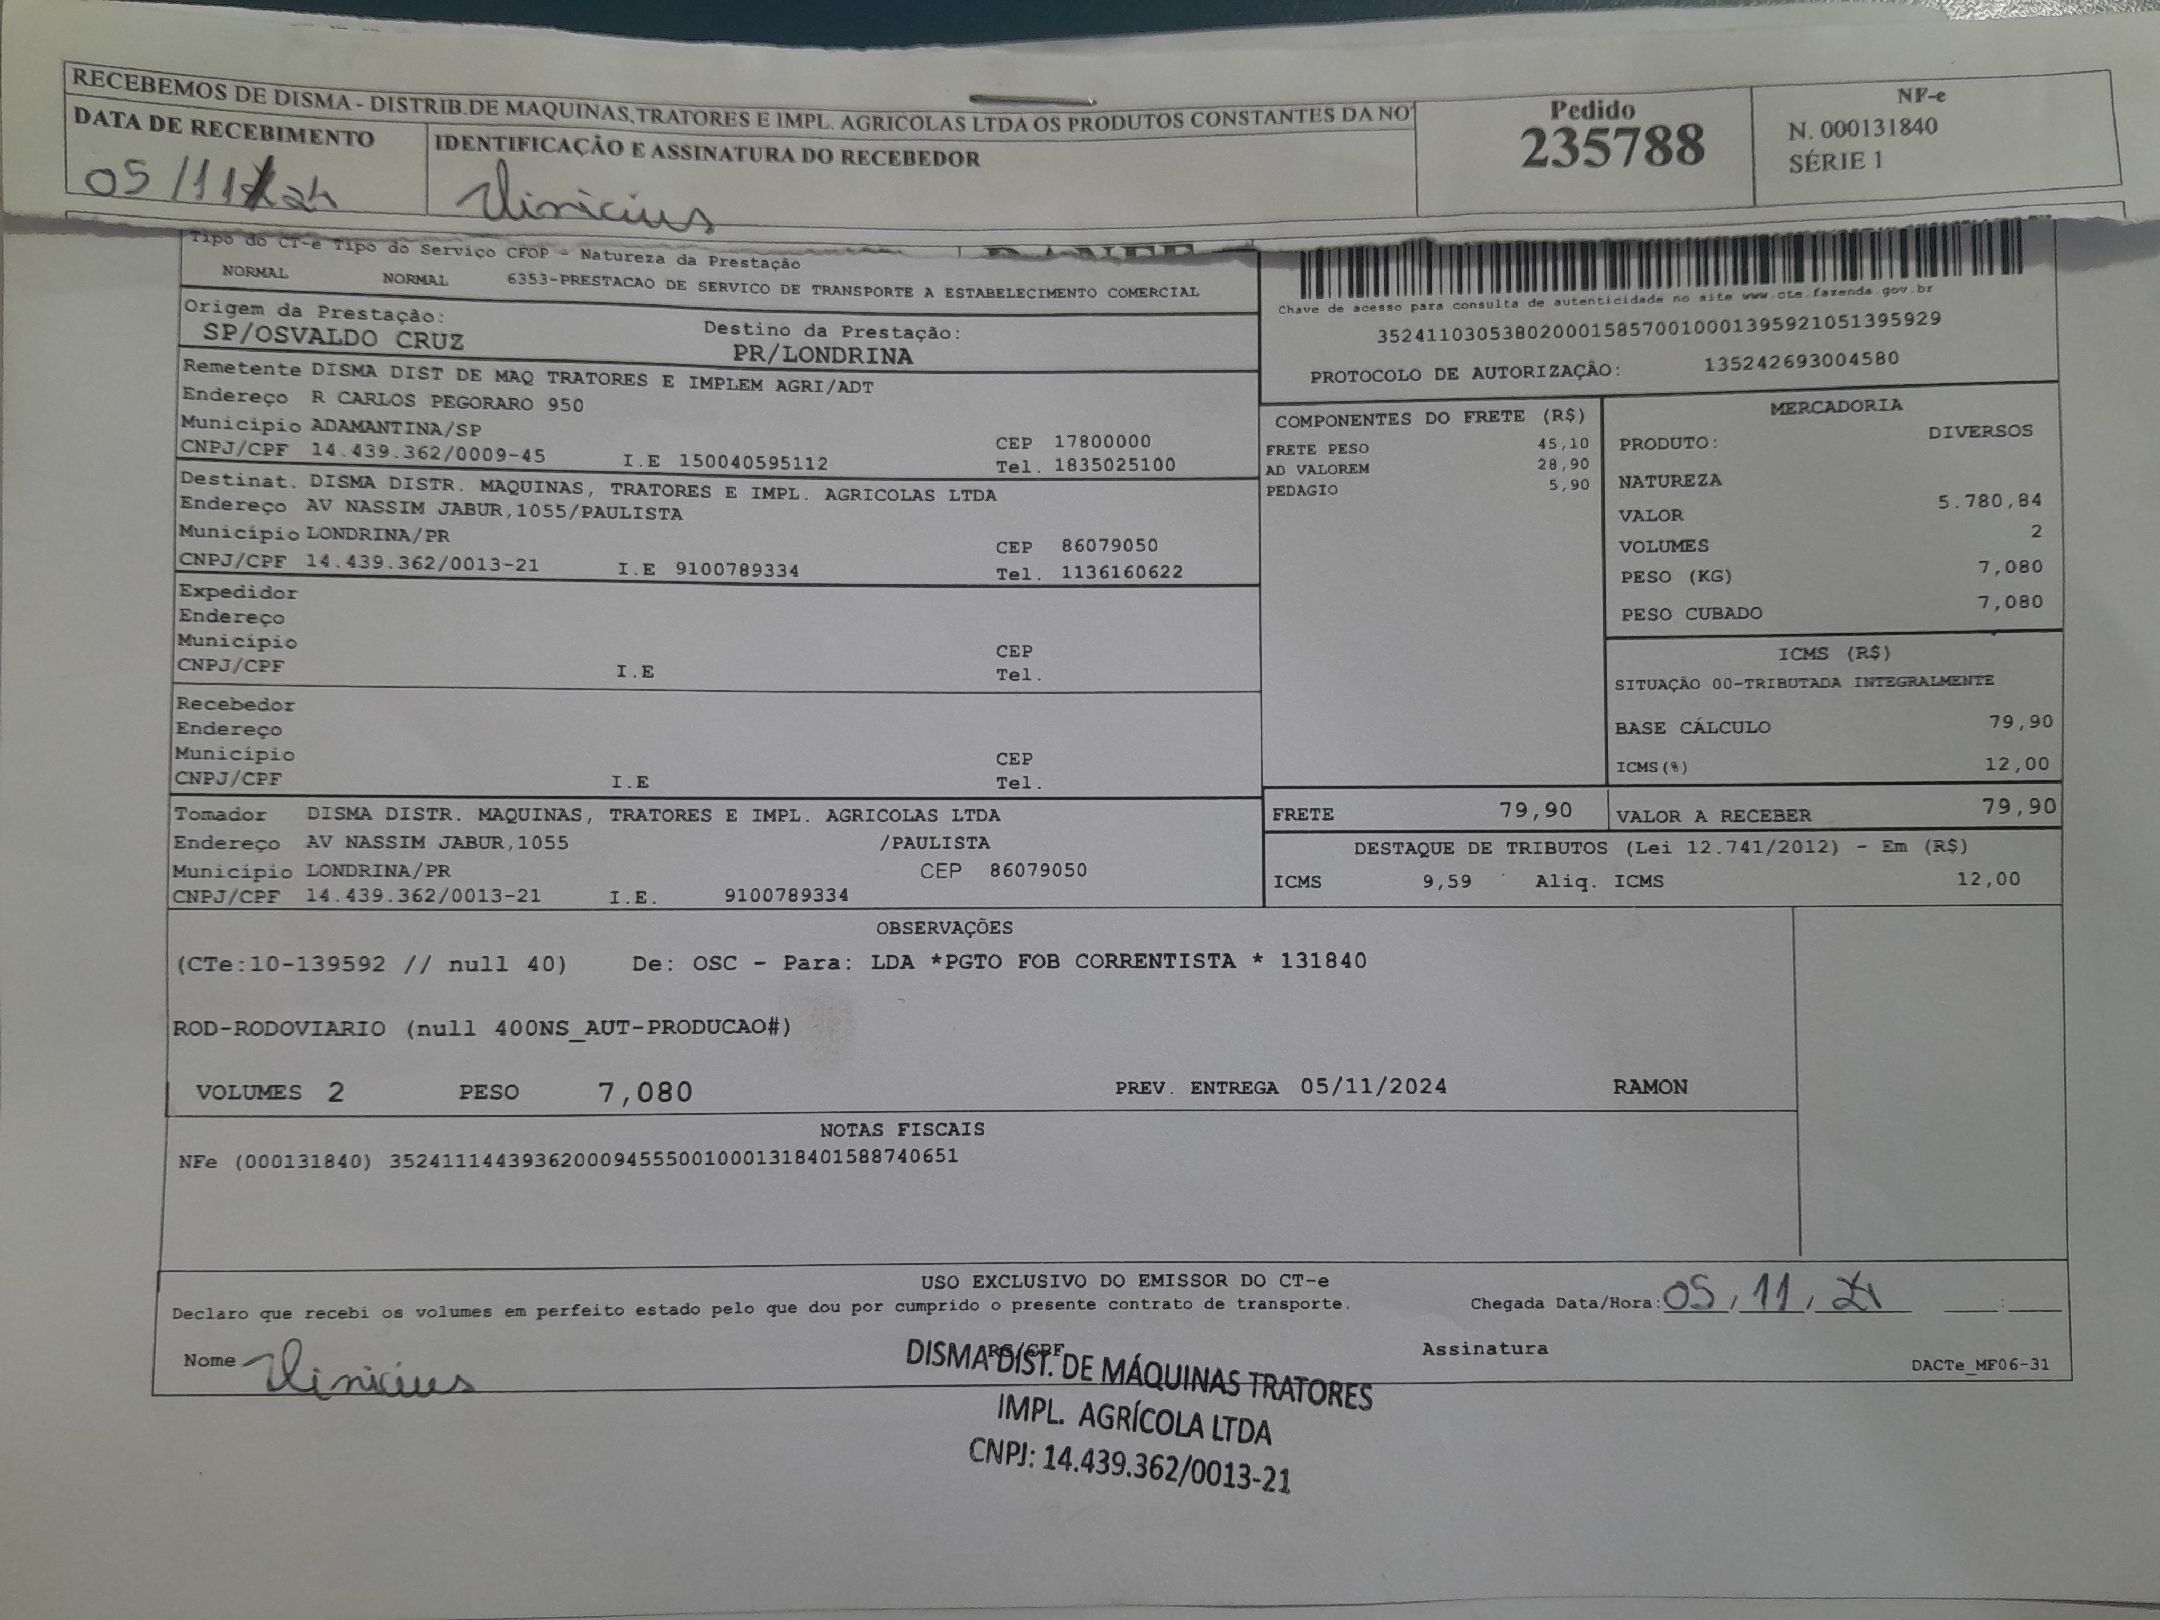 RECEBEMOS DE DISMA - DISTRIB.DE MAQUINAS,TRATORES E IMPL. AGRICOLAS LTDA OS PRODUTOS CONSTANTES DA NO
DATA DE RECEBIMENTO
05/11/24
IDENTIFICAÇÃO E ASSINATURA DO RECEBEDOR
Vinicius
Pedido
235788
NF-e
N. 000131840
SÉRIE 1
Tipo do CT-e Tipo do Serviço CFOP - Natureza da Prestação
NORMAL NORMAL 6353-PRESTACAO DE SERVICO DE TRANSPORTE A ESTABELECIMENTO COMERCIAL
Origem da Prestação:
SP/OSVALDO CRUZ
Destino da Prestação:
PR/LONDRINA
Chave de acesso para consulta de autenticidade no site www.cte.fazenda.gov.br
35241103053802000158570010001395921051395929
PROTOCOLO DE AUTORIZAÇÃO: 135242693004580
Remetente DISMA DIST DE MAQ TRATORES E IMPLEM AGRI/ADT
Endereço R CARLOS PEGORARO 950
Município ADAMANTINA/SP CEP 17800000
CNPJ/CPF 14.439.362/0009-45 I.E 150040595112 Tel. 1835025100
Destinat. DISMA DISTR. MAQUINAS, TRATORES E IMPL. AGRICOLAS LTDA
Endereço AV NASSIM JABUR,1055/PAULISTA
Município LONDRINA/PR CEP 86079050
CNPJ/CPF 14.439.362/0013-21 I.E 9100789334 Tel. 1136160622
Expedidor
Endereço
Município CEP
CNPJ/CPF I.E Tel.
Recebedor
Endereço
Município CEP
CNPJ/CPF I.E Tel.
Tomador DISMA DISTR. MAQUINAS, TRATORES E IMPL. AGRICOLAS LTDA
Endereço AV NASSIM JABUR,1055 /PAULISTA
Município LONDRINA/PR CEP 86079050
CNPJ/CPF 14.439.362/0013-21 I.E. 9100789334
COMPONENTES DO FRETE (R$)
FRETE PESO 45,10
AD VALOREM 28,90
PEDAGIO 5,90
MERCADORIA
PRODUTO: DIVERSOS
NATUREZA
VALOR 5.780,84
VOLUMES 2
PESO (KG) 7,080
PESO CUBADO 7,080
ICMS (R$)
SITUAÇÃO 00-TRIBUTADA INTEGRALMENTE
BASE CÁLCULO 79,90
ICMS(%) 12,00
FRETE 79,90 VALOR A RECEBER 79,90
DESTAQUE DE TRIBUTOS (Lei 12.741/2012) - Em (R$)
ICMS 9,59 Aliq. ICMS 12,00
OBSERVAÇÕES
(CTe:10-139592 // null 40) De: OSC - Para: LDA *PGTO FOB CORRENTISTA * 131840
ROD-RODOVIARIO (null 400NS_AUT-PRODUCAO#)
VOLUMES 2 PESO 7,080 PREV. ENTREGA 05/11/2024 RAMON
NOTAS FISCAIS
NFe (000131840) 35241114439362000945550010001318401588740651
USO EXCLUSIVO DO EMISSOR DO CT-e
Declaro que recebi os volumes em perfeito estado pelo que dou por cumprido o presente contrato de transporte. Chegada Data/Hora: 05/11/24 __:__
Nome Vinicius RG/CPF Assinatura
DACTe_MF06-31
DISMA DIST. DE MÁQUINAS TRATORES
IMPL. AGRÍCOLA LTDA
CNPJ: 14.439.362/0013-21